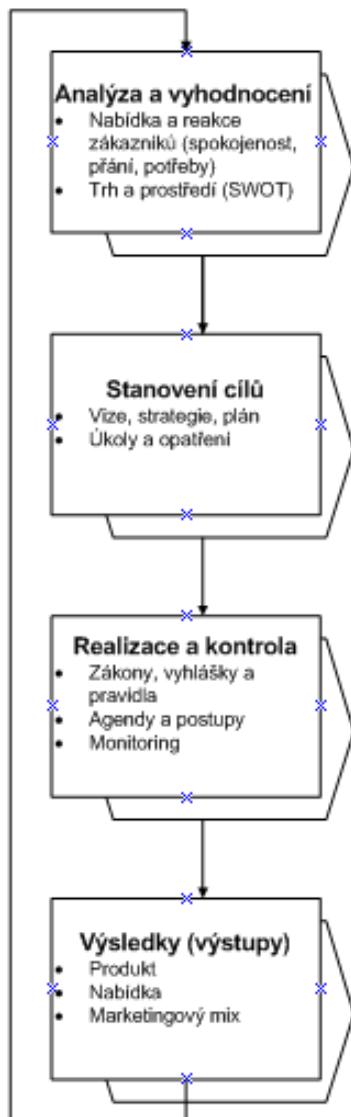 Analýza a vyhodnocení
• Nabídka a reakce
zákazníků (spokojenost,
přání, potřeby)
• Trh a prostředí (SWOT)
Stanovení cílů
• Vize, strategie, plán
• Úkoly a opatření
Realizace a kontrola
• Zákony, vyhlášky a
pravidla
• Agendy a postupy
• Monitoring
Výsledky (výstupy)
• Produkt
• Nabídka
• Marketingový mix